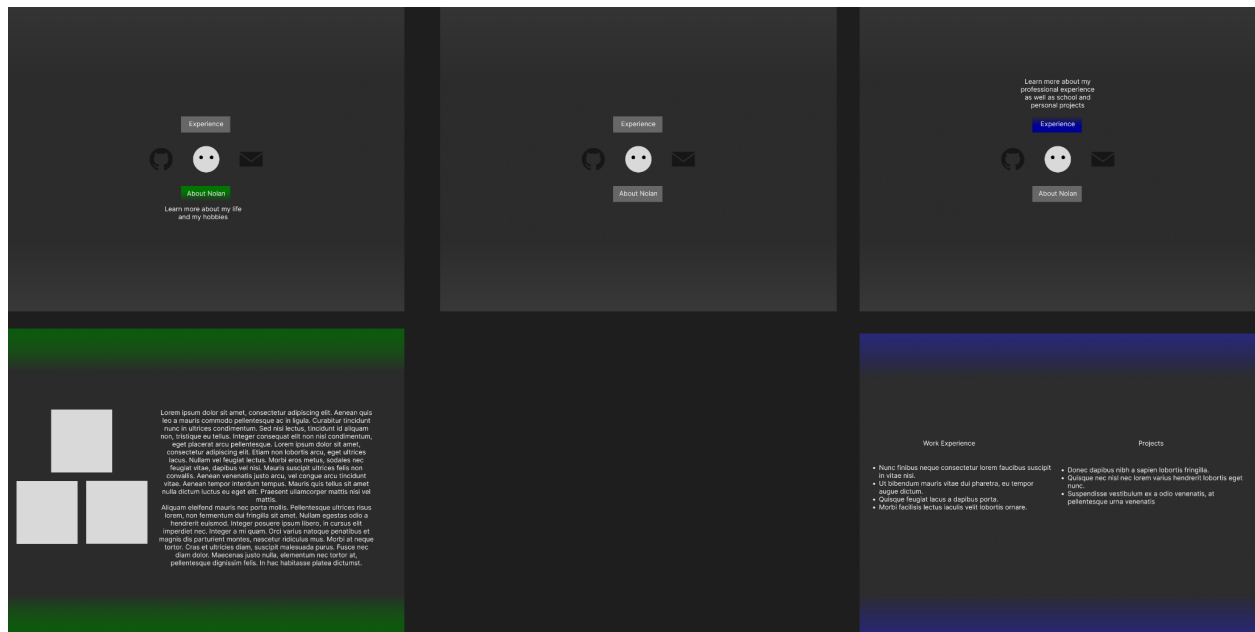 Experience
About Nolan
Learn more about my life
and my hobbies
Experience
About Nolan
Learn more about my
professional experience
as well as school and
personal projects
Experience
About Nolan
Lorem ipsum dolor sit amet, consectetur adipiscing elit. Aenean quis
leo a mauris commodo pellentesque ac in ligula. Curabitur tincidunt
nunc in ultrices condimentum. Sed nisi lectus, tincidunt id aliquam
non, tristique eu tellus. Integer consequat elit non nisl condimentum,
eget placerat arcu pellentesque. Lorem ipsum dolor sit amet,
consectetur adipiscing elit. Etiam non lobortis arcu, eget ultrices
lacus. Nullam vel feugiat lectus. Morbi eros metus, sodales nec
feugiat vitae, dapibus vel nisi. Mauris suscipit ultrices felis non
convallis. Aenean venenatis justo arcu, vel congue arcu tincidunt
vitae. Aenean tempor interdum tempus. Mauris quis tellus sit amet
nulla dictum luctus eu eget elit. Praesent ullamcorper mattis nisi vel
mattis.
Aliquam eleifend mauris nec porta mollis. Pellentesque ultrices risus
lorem, non fermentum dui fringilla sit amet. Nullam egestas odio a
hendrerit euismod. Integer posuere ipsum libero, in cursus elit
imperdiet nec. Integer a mi quam. Orci varius natoque penatibus et
magnis dis parturient montes, nascetur ridiculus mus. Morbi at neque
tortor. Cras et ultricies diam, suscipit malesuada purus. Fusce nec
diam dolor. Maecenas justo nulla, elementum nec tortor at,
pellentesque dignissim felis. In hac habitasse platea dictumst.
Work Experience
• Nunc finibus neque consectetur lorem faucibus suscipit
in vitae nisi.
• Ut bibendum mauris vitae dui pharetra, eu tempor
augue dictum.
• Quisque feugiat lacus a dapibus porta.
• Morbi facilisis lectus iaculis velit lobortis ornare.
Projects
• Donec dapibus nibh a sapien lobortis fringilla.
• Quisque nec nisl nec lorem varius hendrerit lobortis eget
nunc.
• Suspendisse vestibulum ex a odio venenatis, at
pellentesque urna venenatis